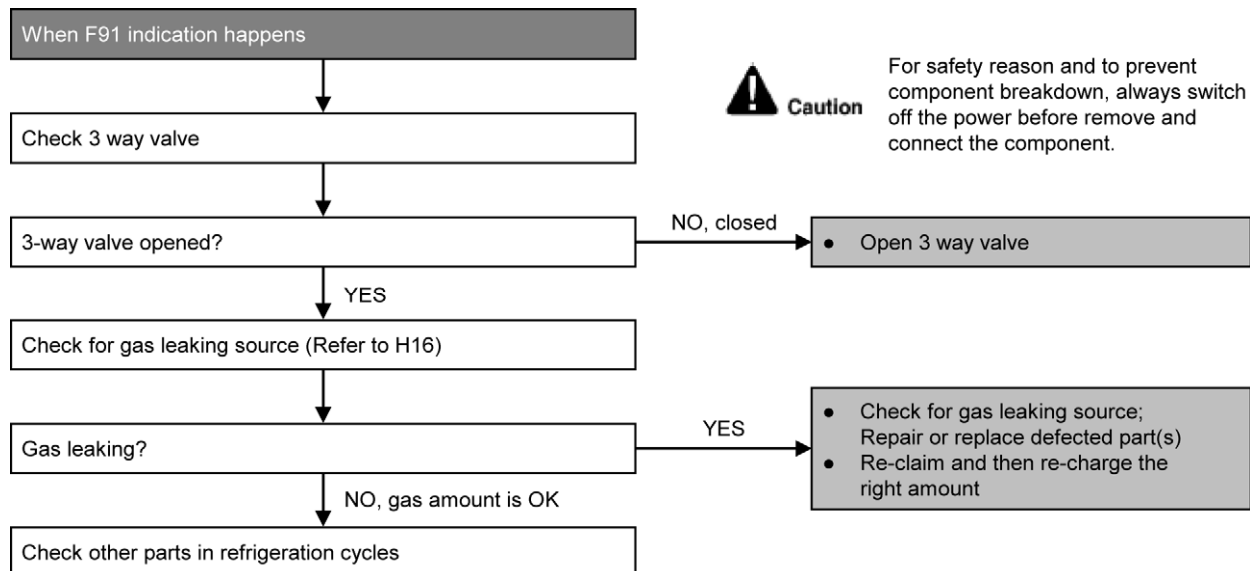 When F91 indication happens
Caution
For safety reason and to prevent
component breakdown, always switch
off the power before remove and
connect the component.
Check 3 way valve
3-way valve opened?
NO, closed
● Open 3 way valve
YES
Check for gas leaking source (Refer to H16)
Gas leaking?
YES
● Check for gas leaking source;
Repair or replace defected part(s)
● Re-claim and then re-charge the
right amount
NO, gas amount is OK
Check other parts in refrigeration cycles